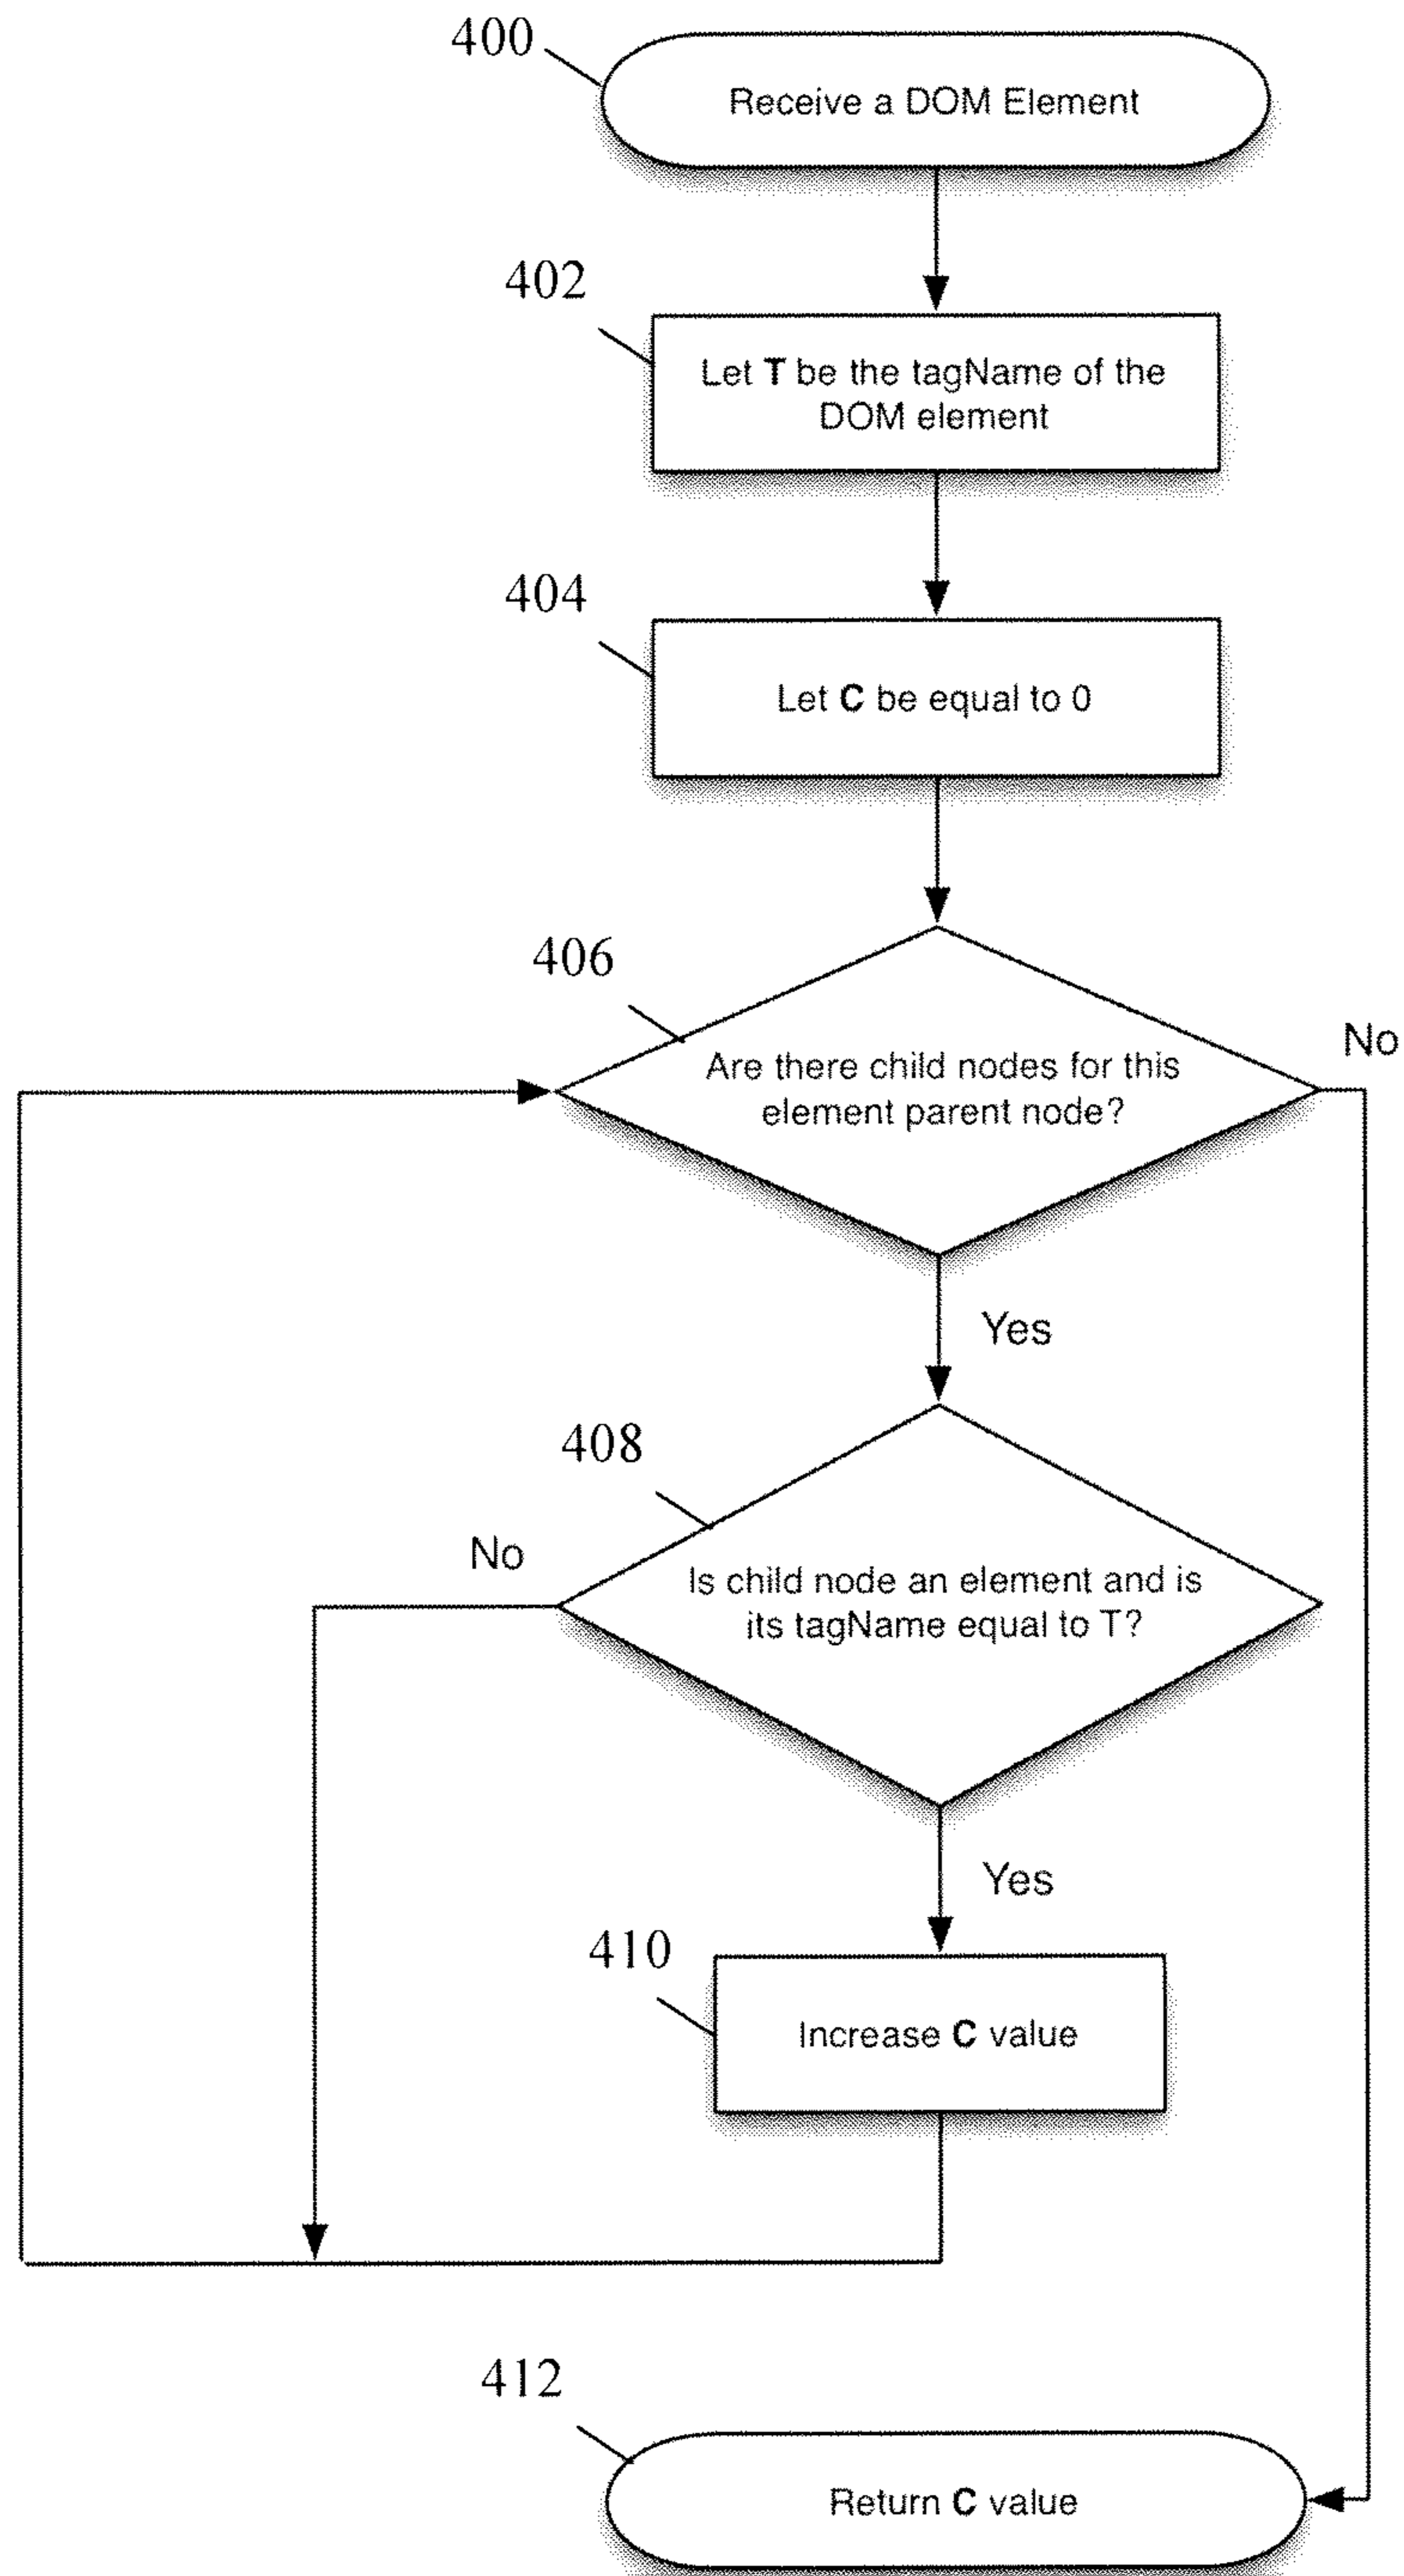 400
Receive a DOM Element
402
Let T be the tagName of the
DOM element
404
Let C be equal to 0
406
No
Are there child nodes for this
element parent node?
Yes
408
No
Is child node an element and is
its tagName equal to T?
Yes
410
Increase C value
412
Return C value